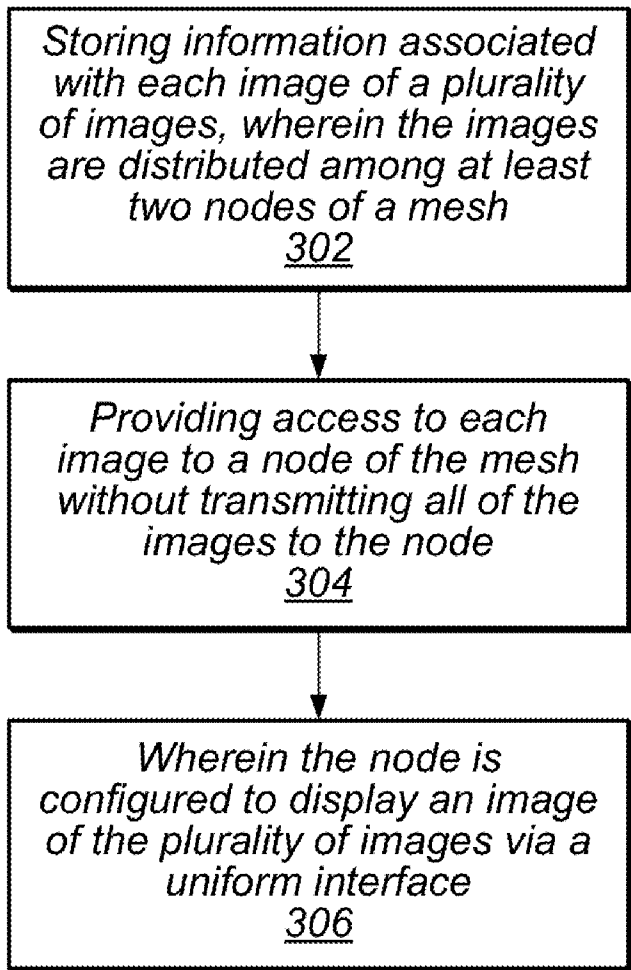 Storing information associated
with each image of a plurality
of images, wherein the images
are distributed among at least
two nodes of a mesh
302
Providing access to each
image to a node of the mesh
without transmitting all of the
images to the node
304
Wherein the node is
configured to display an image
of the plurality of images via a
uniform interface
306